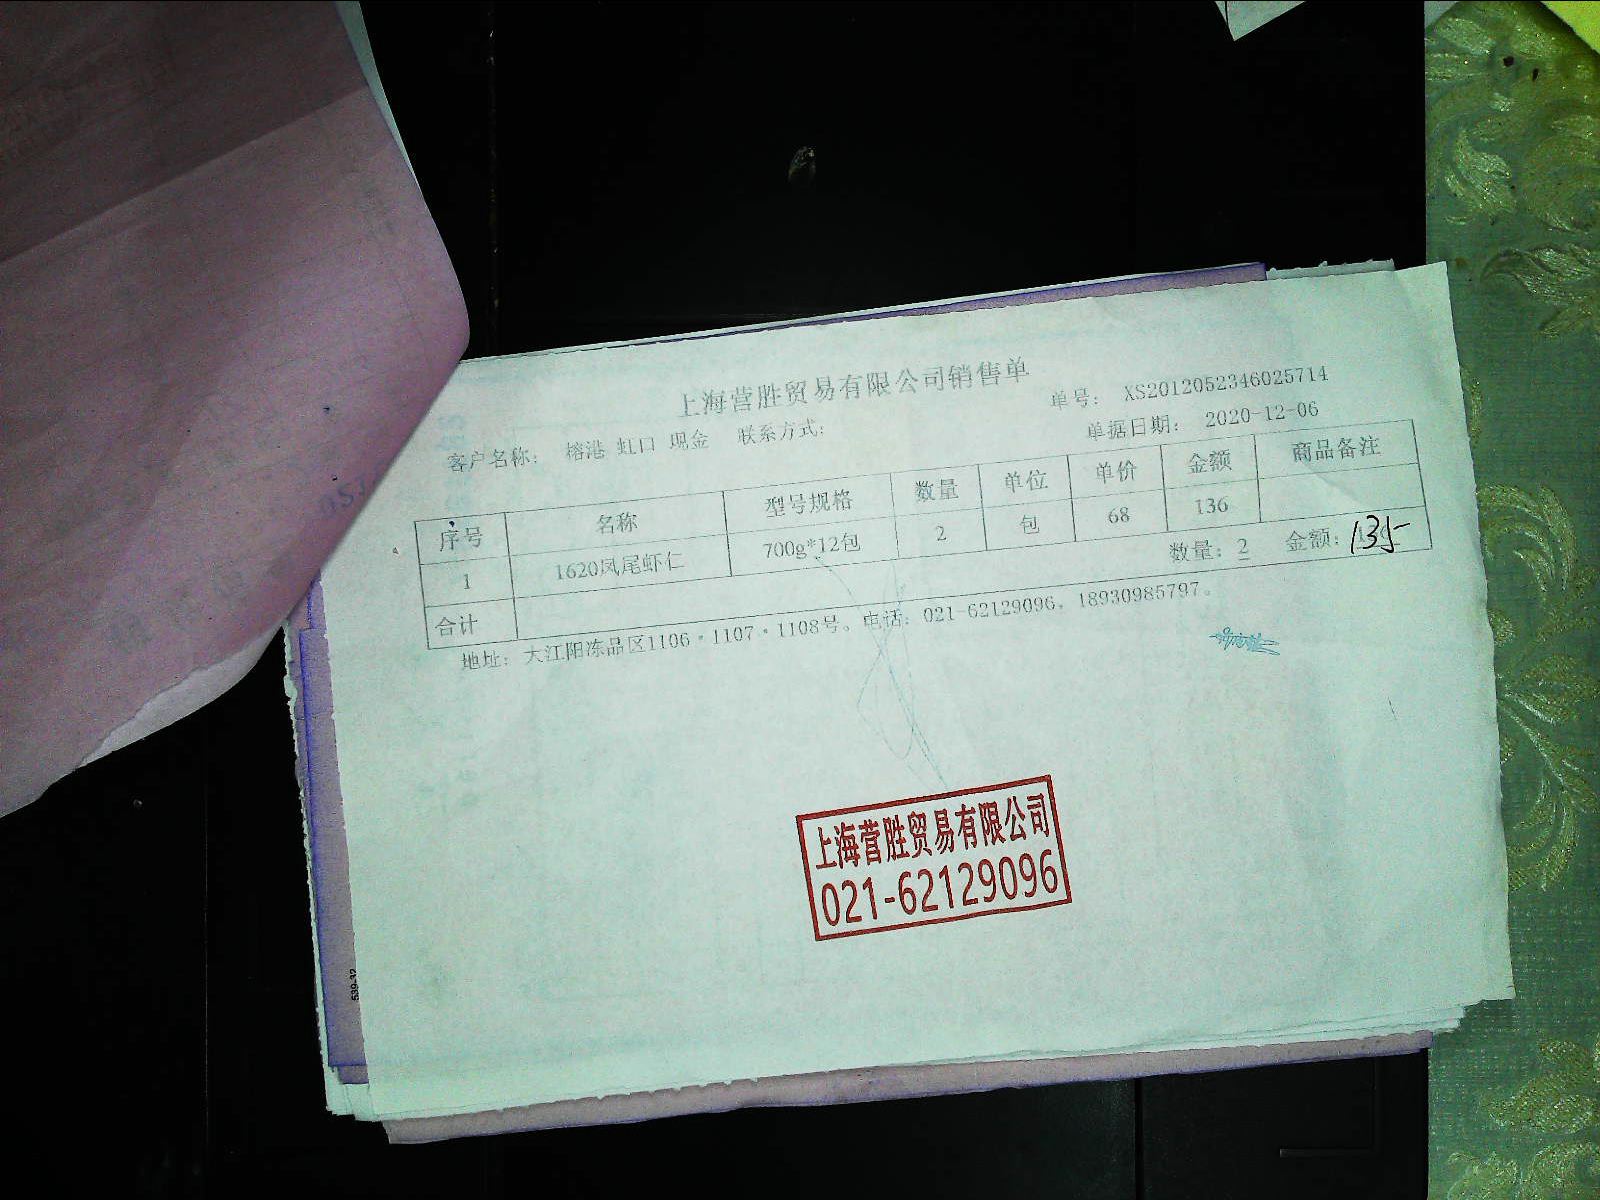 上海营胜贸易有限公司销售单
单号: XS2012052346025714
客户名称: 榕港 虹口 现金 联系方式:
单据日期: 2020-12-06
序号 名称 型号规格 数量 单位 单价 金额 商品备注
1 1620凤尾虾仁 700g*12包 2 包 68 136
合计 数量: 2 金额: 135
地址: 大江阳冻品区1106·1107·1108号。电话: 021-62129096, 18930985797。
上海营胜贸易有限公司
021-62129096
539-32